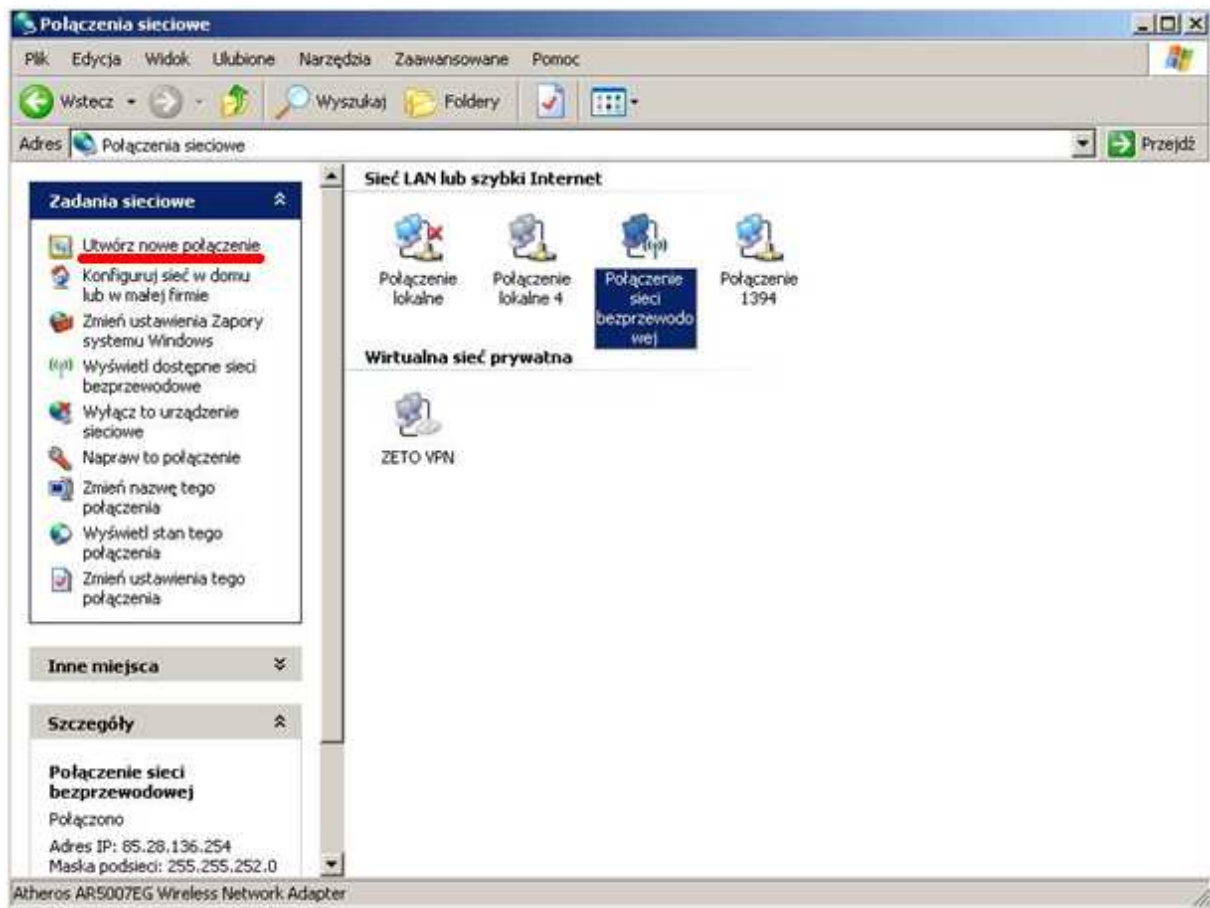 Połączenia sieciowe
Plik Edycja Widok Ulubione Narzędzia Zaawansowane Pomoc
Wstecz Wyszukaj Foldery
Adres Połączenia sieciowe Przejdź
Zadania sieciowe
Utwórz nowe połączenie
Konfiguruj sieć w domu
lub w małej firmie
Zmień ustawienia Zapory
systemu Windows
Wyświetl dostępne sieci
bezprzewodowe
Wyłącz to urządzenie
sieciowe
Napraw to połączenie
Zmień nazwę tego
połączenia
Wyświetl stan tego
połączenia
Zmień ustawienia tego
połączenia
Inne miejsca
Szczegóły
Połączenie sieci
bezprzewodowej
Połączono
Adres IP: 85.28.136.254
Maska podsieci: 255.255.252.0
Sieć LAN lub szybki Internet
Połączenie
lokalne
Połączenie
lokalne 4
Połączenie
sieci
bezprzewodo
wej
Połączenie
1394
Wirtualna sieć prywatna
ZETO VPN
Atheros AR5007EG Wireless Network Adapter